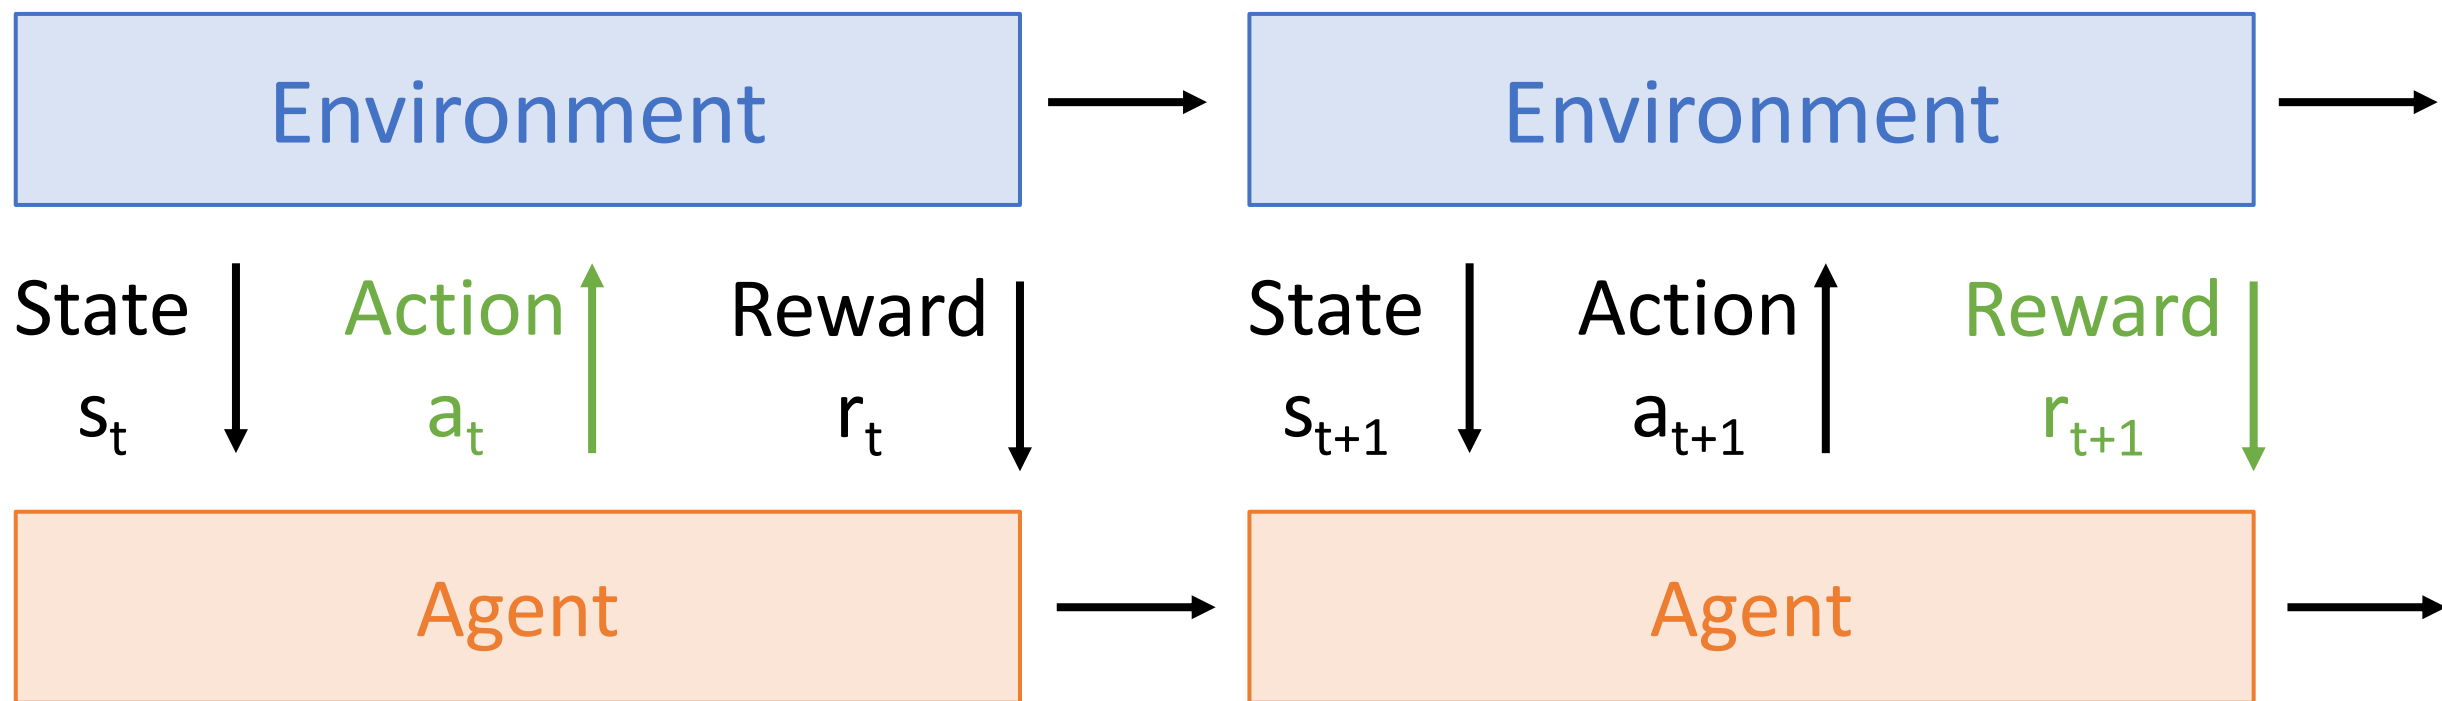 Environment Environment
State Action Reward State Action Reward
sₜ aₜ rₜ sₜ₊₁ aₜ₊₁ rₜ₊₁
Agent Agent